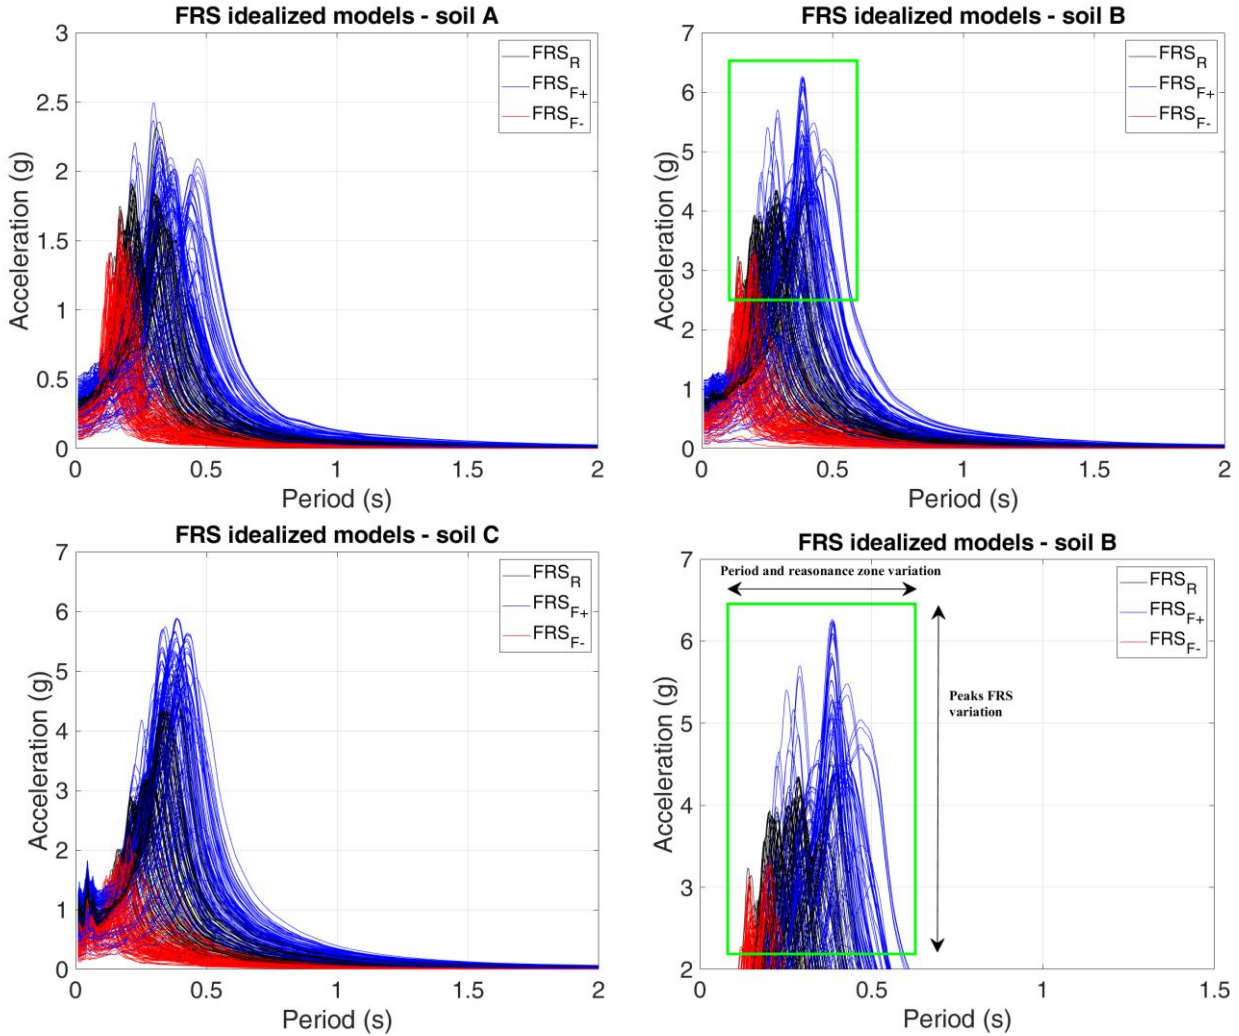 FRS idealized models - soil A
3
2.5
2
1.5
1
0.5
0
Acceleration (g)
FRS_R
FRS_F+
FRS_F-
0 0.5 1 1.5 2
Period (s)
FRS idealized models - soil B
7
6
5
4
3
2
1
0
Acceleration (g)
FRS_R
FRS_F+
FRS_F-
0 0.5 1 1.5 2
Period (s)
FRS idealized models - soil C
7
6
5
4
3
2
1
0
Acceleration (g)
FRS_R
FRS_F+
FRS_F-
0 0.5 1 1.5 2
Period (s)
FRS idealized models - soil B
Period and reasonance zone variation
7
6
5
4
3
2
Acceleration (g)
FRS_R
FRS_F+
FRS_F-
Peaks FRS
variation
0 0.5 1 1.5
Period (s)